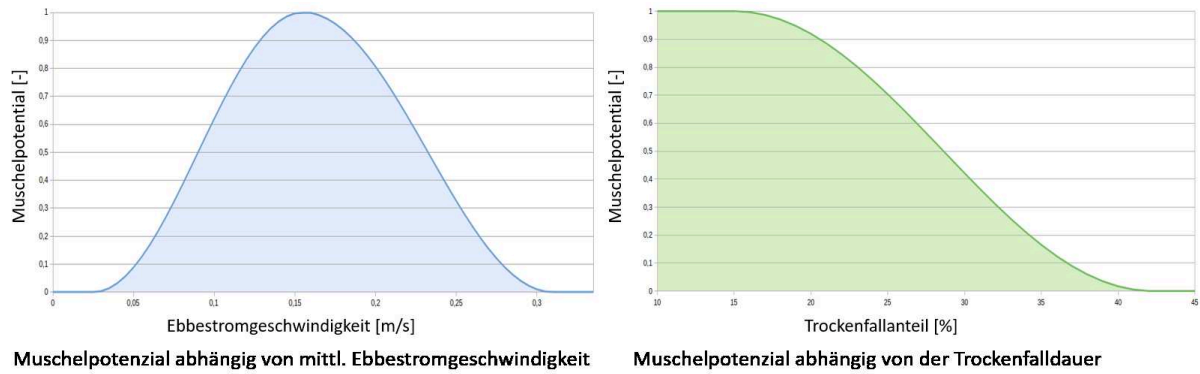 1
0,9
0,8
0,7
0,6
0,5
0,4
0,3
0,2
0,1
0
Muschelpotential [-]
0 0,05 0,1 0,15 0,2 0,25 0,3
Ebbestromgeschwindigkeit [m/s]
Muschelpotenzial abhängig von mittl. Ebbestromgeschwindigkeit
1
0,9
0,8
0,7
0,6
0,5
0,4
0,3
0,2
0,1
0
Muschelpotential [-]
10 15 20 25 30 35 40 45
Trockenfallanteil [%]
Muschelpotenzial abhängig von der Trockenfalldauer